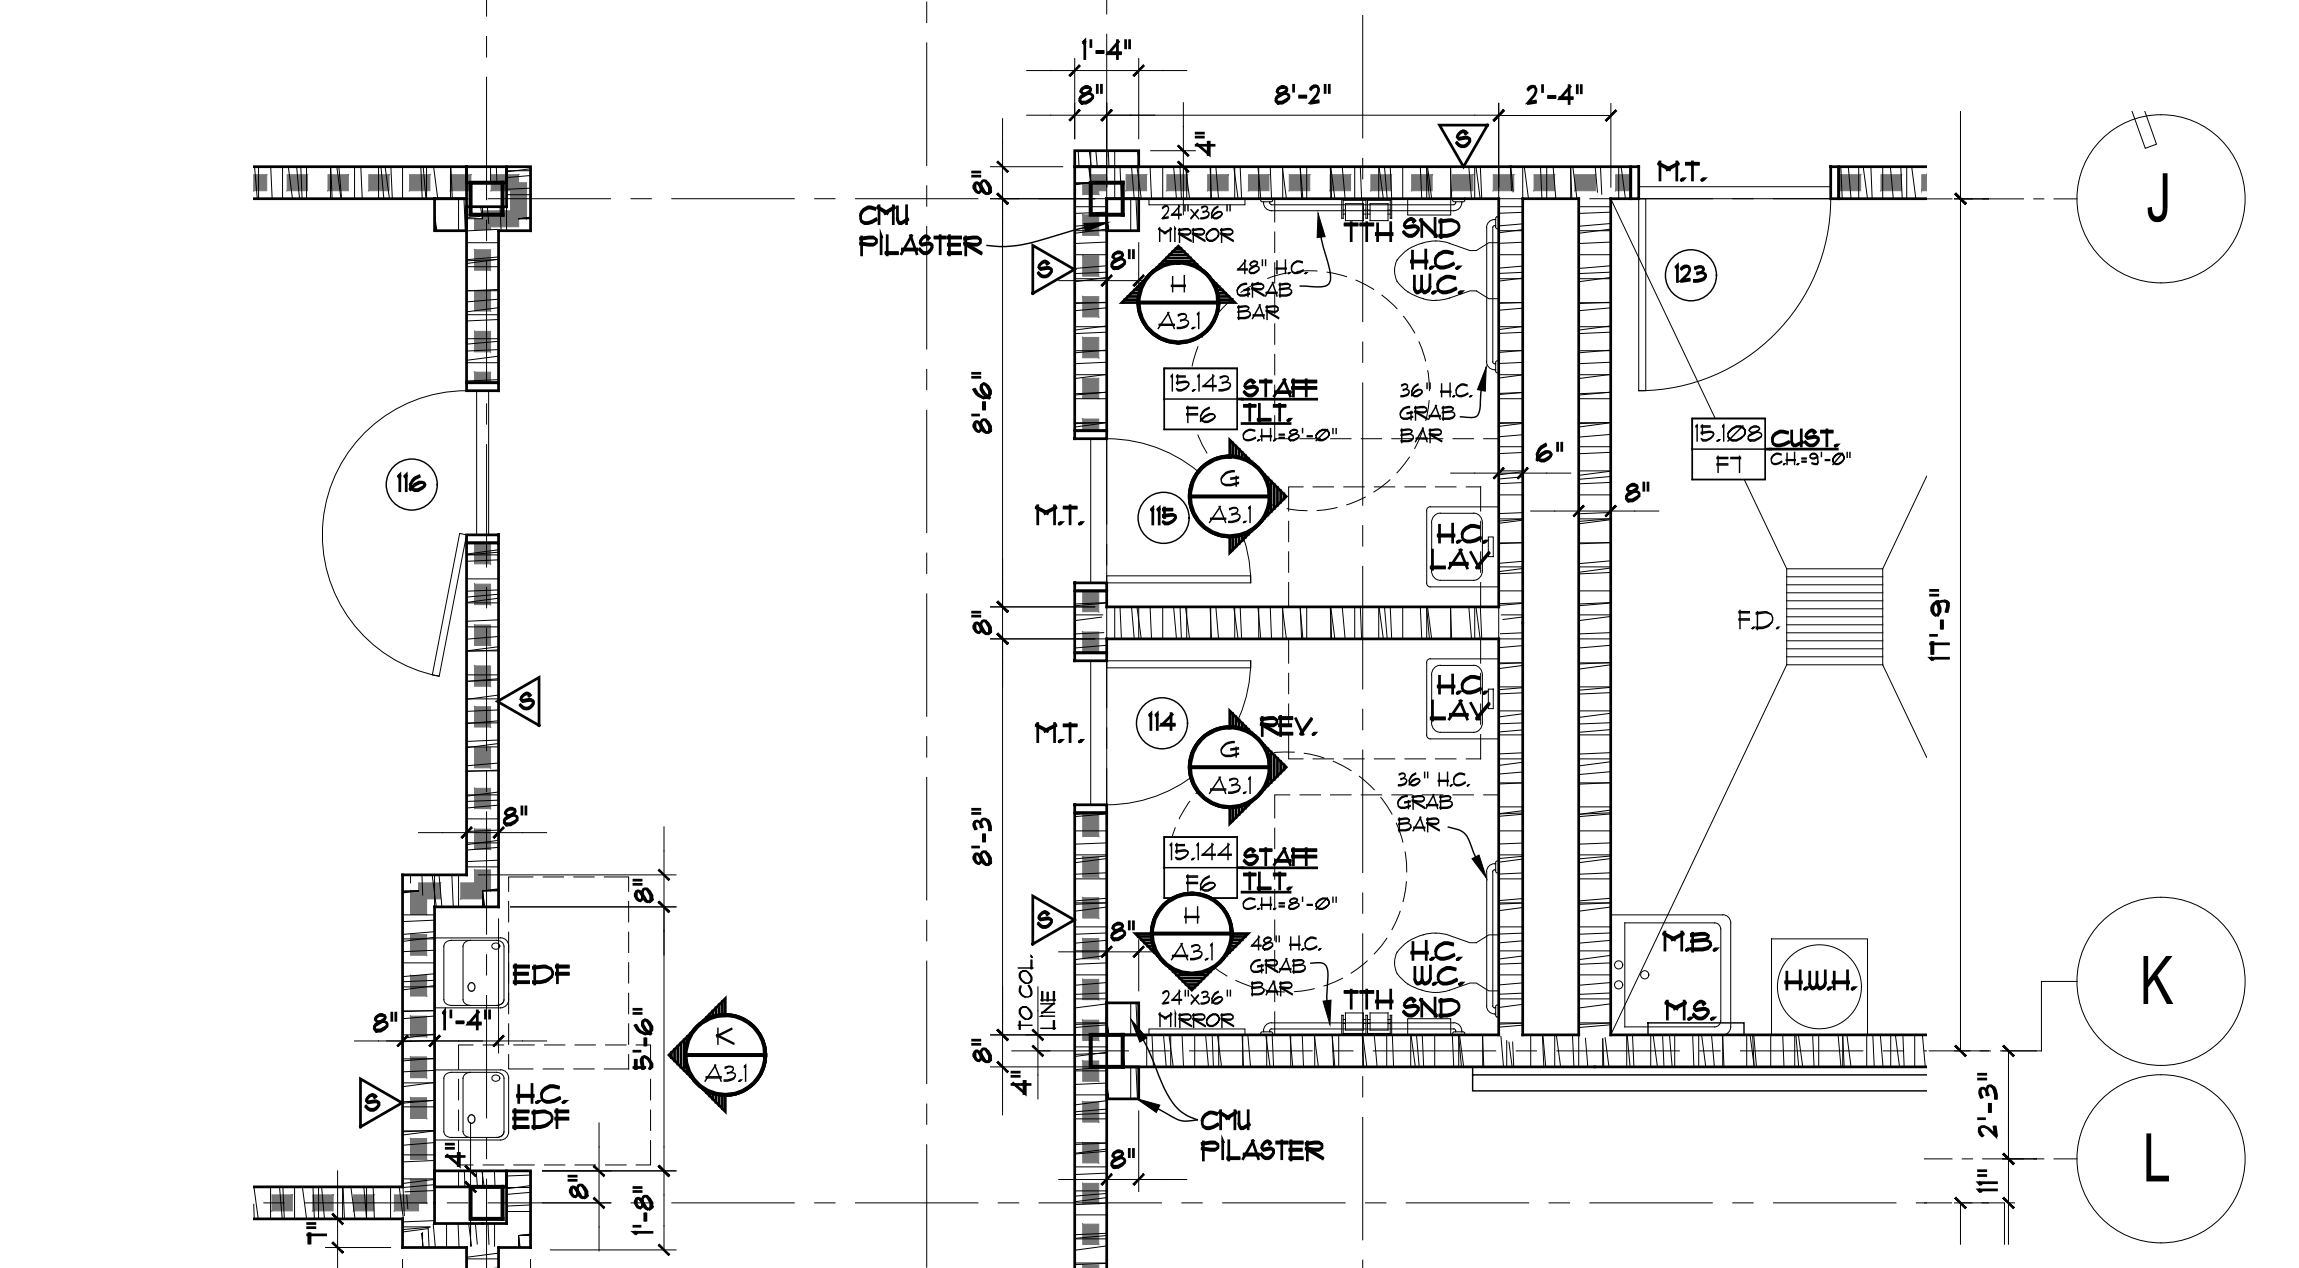 1'-4"
8"
8'-2"
2'-4"
S
4"
M.T.
J
8"
CMU
PILASTER
24"x36"
MIRROR
TTH
SND
H.C.
W.C.
S
8"
48" H.C.
GRAB
BAR
H
A3.1
123
15.143
F6
STAFF
TLT.
C.H.=8'-0"
36" H.C.
GRAB
BAR
8'-6"
15.108
F7
CUST.
C.H.=9'-0"
6"
8"
116
G
A3.1
115
M.T.
H.C.
LAV
8"
F.D.
17'-9"
S
H.C.
LAV
114
M.T.
REV.
G
A3.1
8"
8'-3"
36" H.C.
GRAB
BAR
15.144
F6
STAFF
TLT.
C.H.=8'-0"
8"
S
8"
H
A3.1
48" H.C.
GRAB
BAR
H.C.
W.C.
M.B.
EDF
H.W.H.
K
TO COL.
LINE
24"x36"
MIRROR
TTH
SND
M.S.
8"
1'-4"
5'-6"
K
A3.1
8"
4"
S
H.C.
EDF
CMU
PILASTER
2'-3"
4"
8"
8"
L
11"
7"
1'-8"